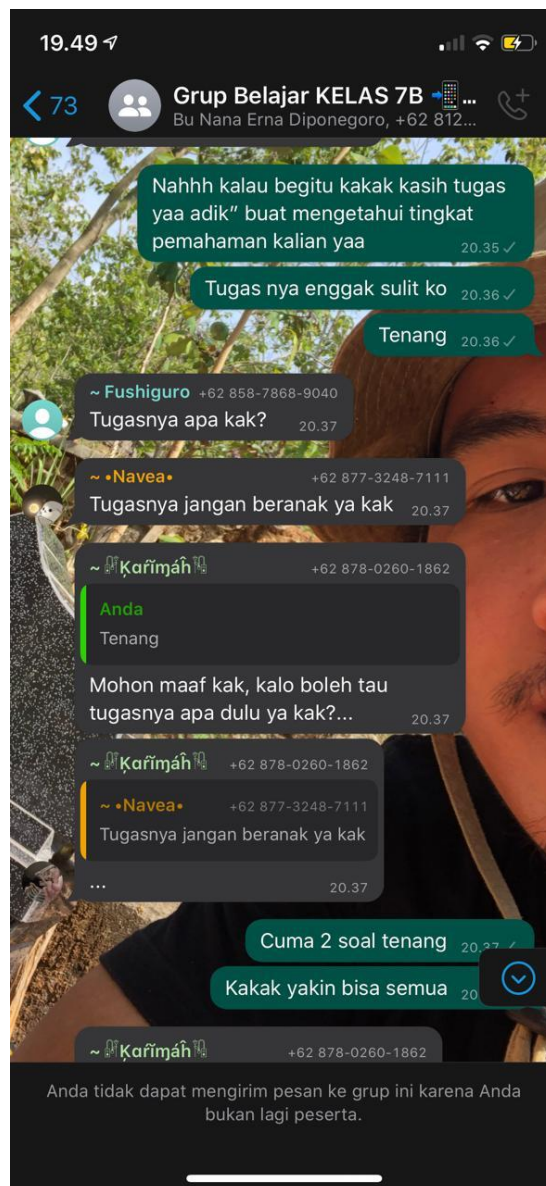 19.49
73
Grup Belajar KELAS 7B ...
Bu Nana Erna Diponegoro, +62 812...
Nahhh kalau begitu kakak kasih tugas
yaa adik” buat mengetahui tingkat
pemahaman kalian yaa 20.35
Tugas nya enggak sulit ko 20.36
Tenang 20.36
~ Fushiguro +62 858-7868-9040
Tugasnya apa kak? 20.37
~ •Navea• +62 877-3248-7111
Tugasnya jangan beranak ya kak 20.37
~ Ķařĩɱáĥ +62 878-0260-1862
Anda
Tenang
Mohon maaf kak, kalo boleh tau
tugasnya apa dulu ya kak?... 20.37
~ Ķařĩɱáĥ +62 878-0260-1862
~ •Navea• +62 877-3248-7111
Tugasnya jangan beranak ya kak
... 20.37
Cuma 2 soal tenang 20.37
Kakak yakin bisa semua 20
~ Ķařĩɱáĥ +62 878-0260-1862
Anda tidak dapat mengirim pesan ke grup ini karena Anda
bukan lagi peserta.